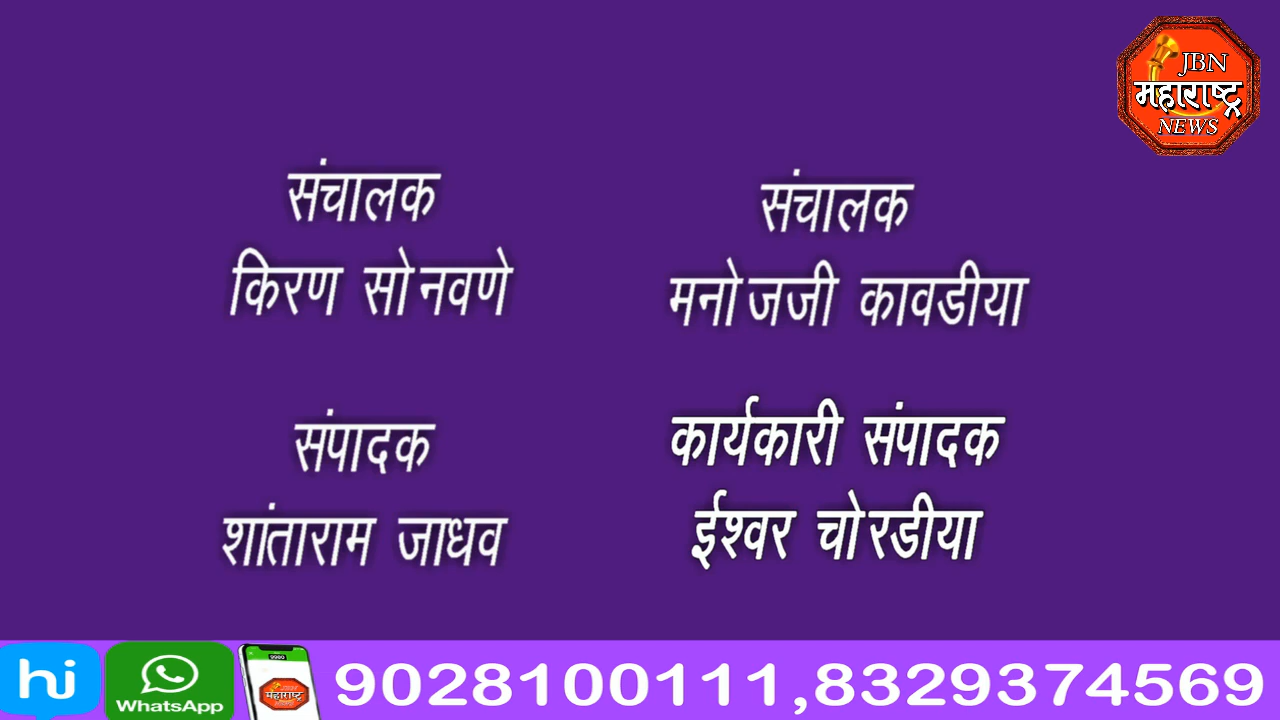 JBN
महाराष्ट्र
NEWS
संचालक
किरण सोनवणे
संचालक
मनोजजी कावडीया
संपादक
शांताराम जाधव
कार्यकारी संपादक
ईश्वर चोरडीया
hi
WhatsApp
महाराष्ट्र
9028100111,8329374569